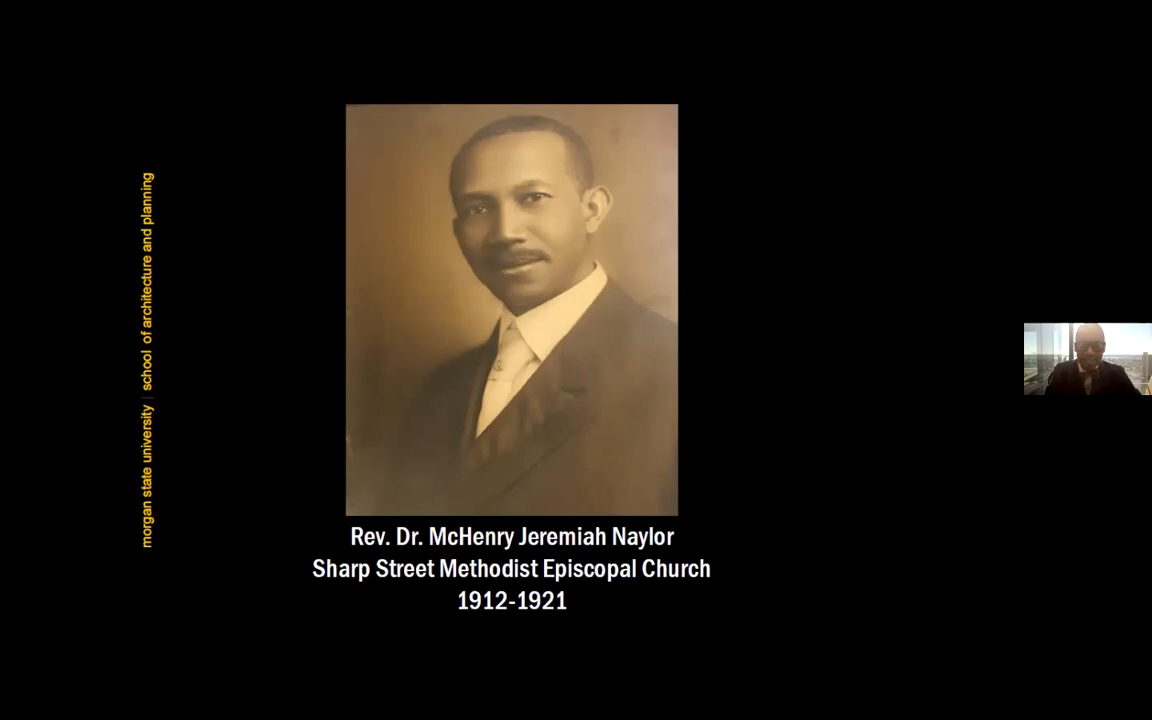 morgan state university | school of architecture and planning
Rev. Dr. McHenry Jeremiah Naylor
Sharp Street Methodist Episcopal Church
1912-1921